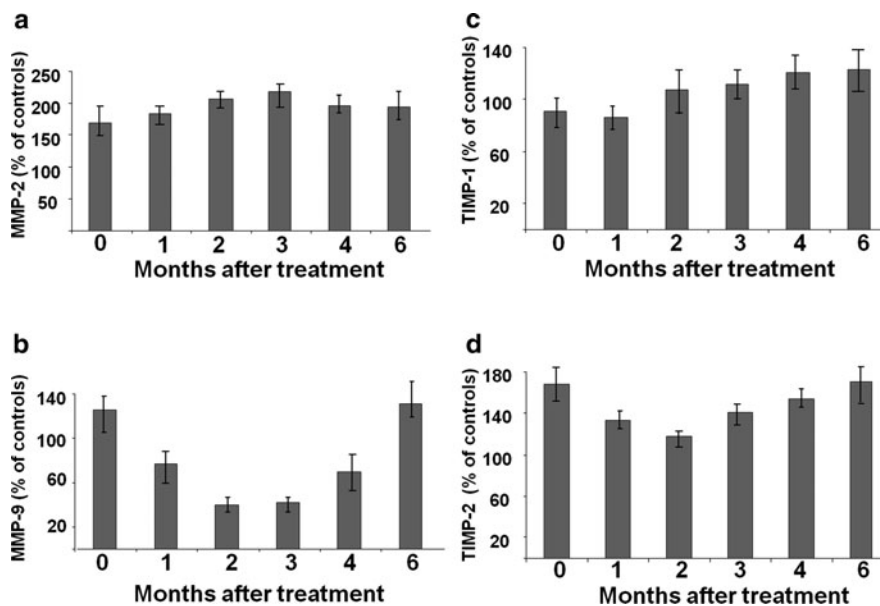 a
MMP-2 (% of controls)
250
200
150
100
50
0 1 2 3 4 6
Months after treatment
c
TIMP-1 (% of controls)
140
100
60
20
0 1 2 3 4 6
Months after treatment
b
MMP-9 (% of controls)
140
100
60
20
0 1 2 3 4 6
Months after treatment
d
TIMP-2 (% of controls)
180
140
100
60
20
0 1 2 3 4 6
Months after treatment